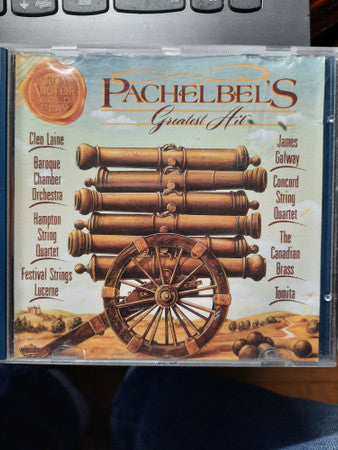 RCA
VICTOR
GOLD
SEAL
PACHELBEL'S
Greatest Hit
Cleo Laine
Baroque
Chamber
Orchestra
Hampton
String
Quartet
Festival Strings
Lucerne
James
Galway
Concord
String
Quartet
The
Canadian
Brass
Tomita